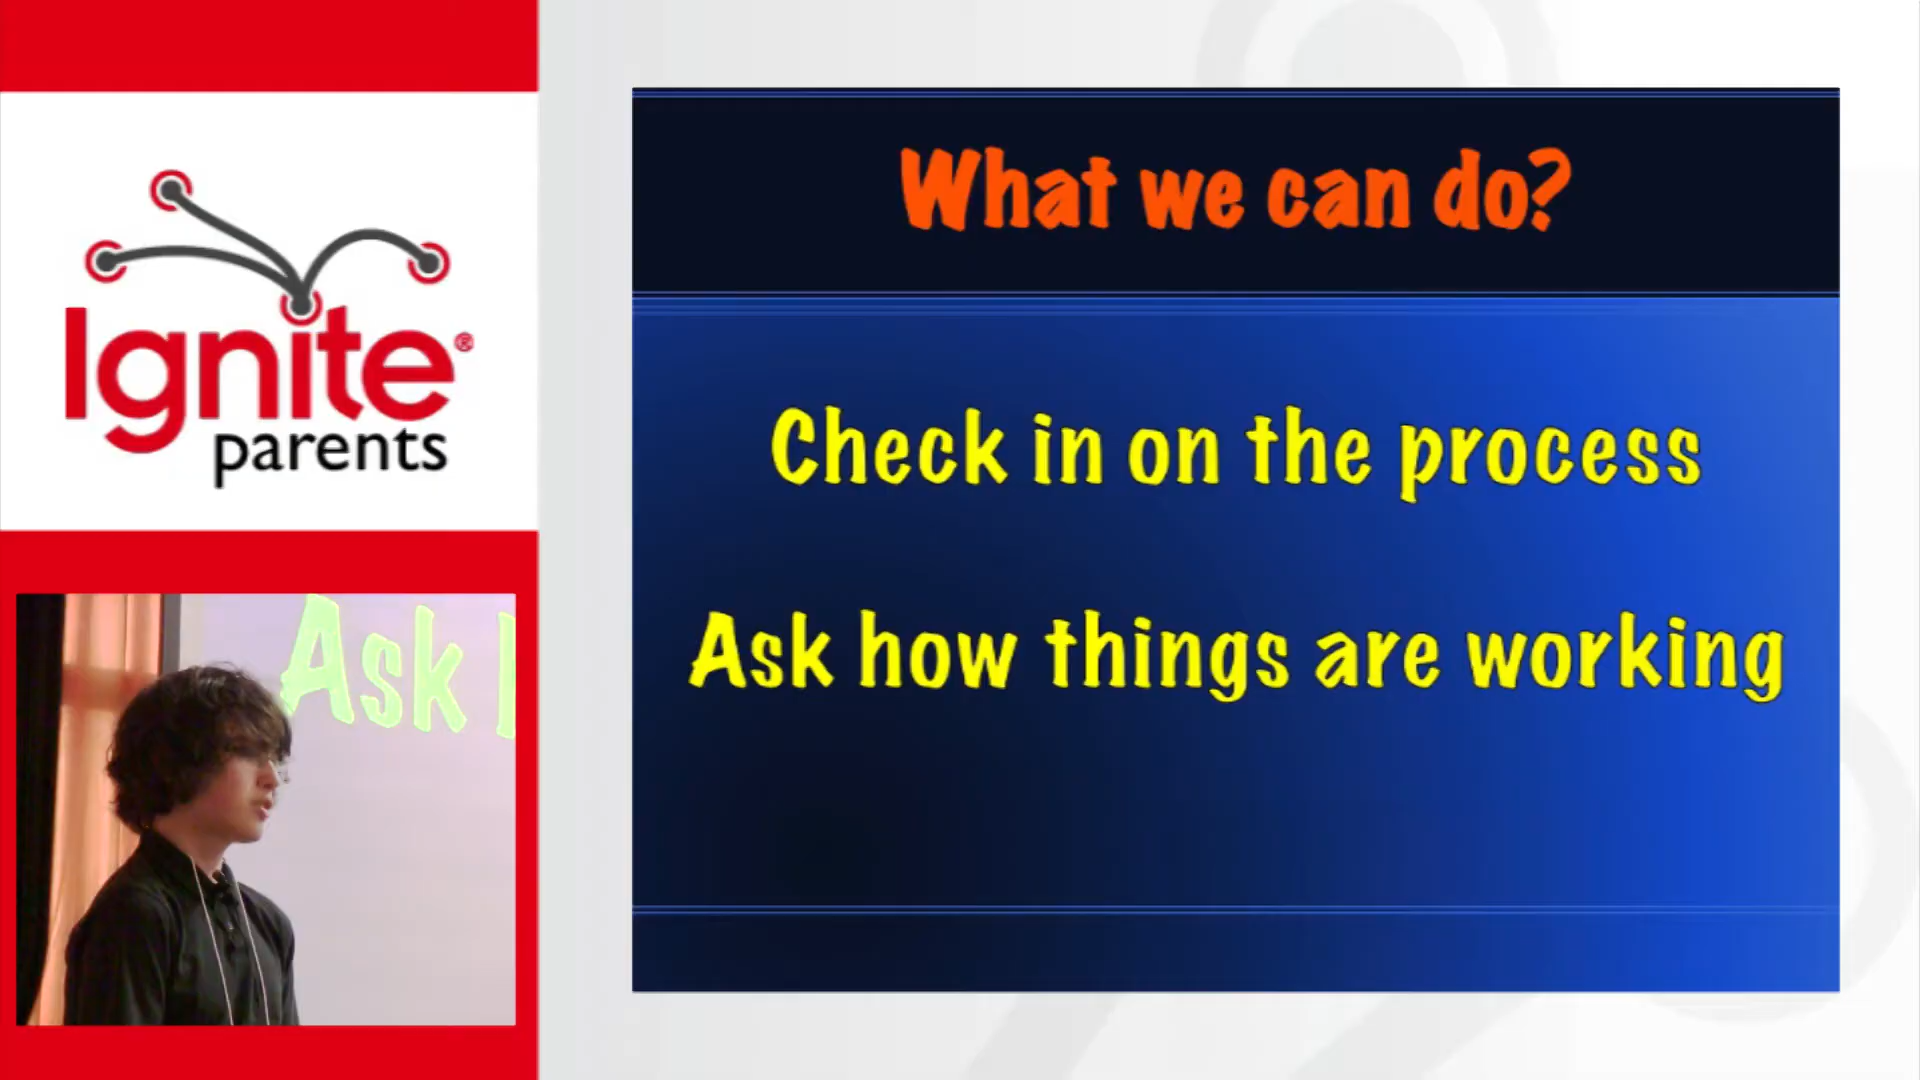 Ignite®
parents
What we can do?
Check in on the process
Ask how things are working
Ask